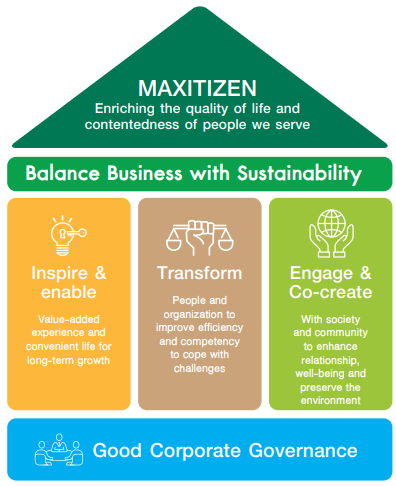 MAXITIZEN
Enriching the quality of life and
contentedness of people we serve
Balance Business with Sustainability
Inspire &
enable
Value-added
experience and
convenient life for
long-term growth
Transform
People and
organization to
improve efficiency
and competency
to cope with
challenges
Engage &
Co-create
With society
and community
to enhance
relationship,
well-being and
preserve the
environment
Good Corporate Governance